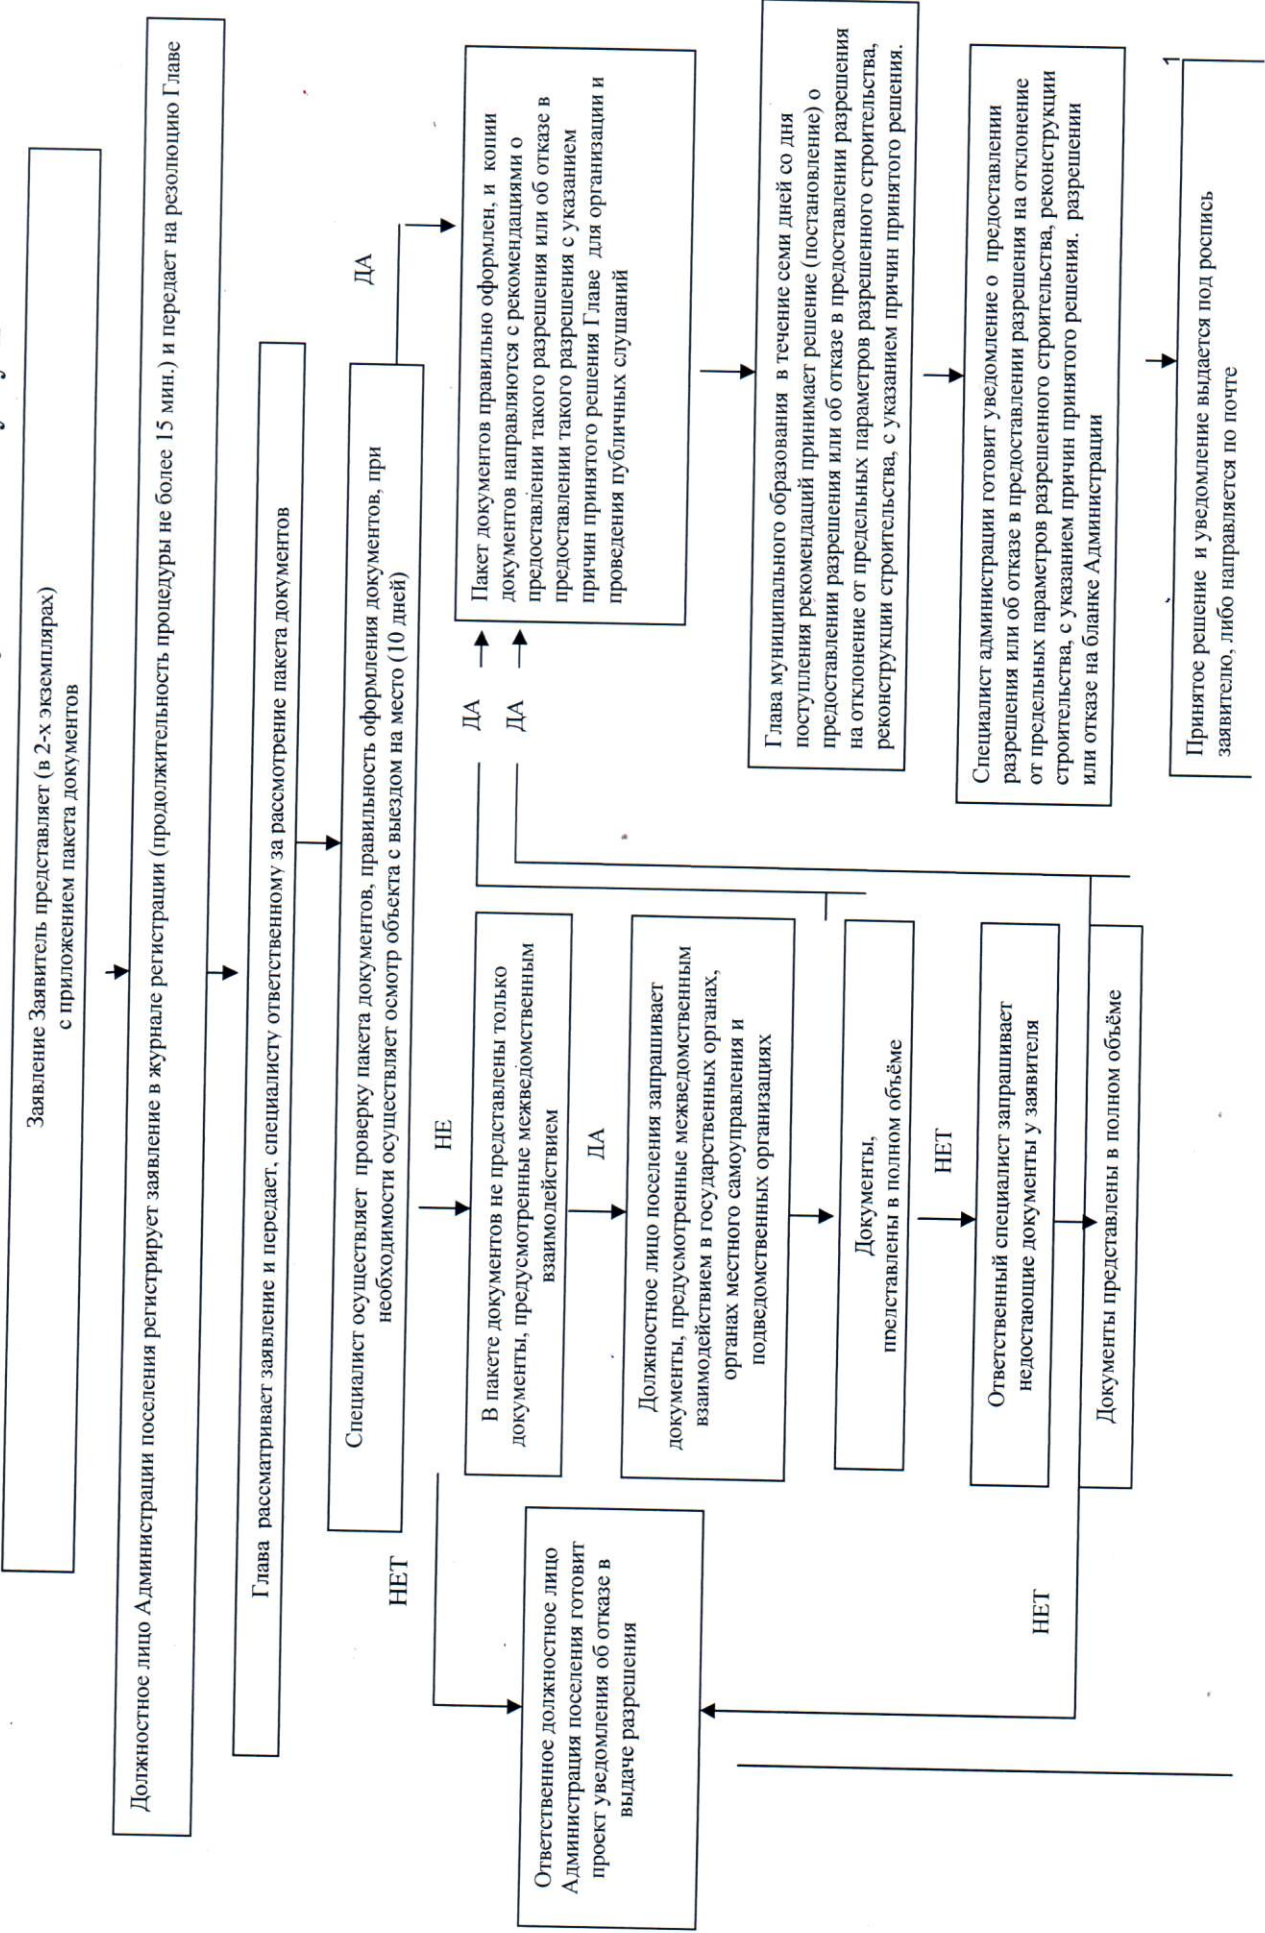 Заявление Заявитель представляет (в 2-х экземплярах)
с приложением пакета документов
Должностное лицо Администрации поселения регистрирует заявление в журнале регистрации (продолжительность процедуры не более 15 мин.) и передает на резолюцию Главе
Глава рассматривает заявление и передает, специалисту ответственному за рассмотрение пакета документов
Специалист осуществляет проверку пакета документов, правильность оформления документов, при
необходимости осуществляет осмотр объекта с выездом на место (10 дней)
НЕТ
НЕ
ДА
Ответственное должностное лицо
Администрация поселения готовит
проект уведомления об отказе в
выдаче разрешения
В пакете документов не представлены только
документы, предусмотренные межведомственным
взаимодействием
ДА
Должностное лицо поселения запрашивает
документы, предусмотренные межведомственным
взаимодействием в государственных органах,
органах местного самоуправления и
подведомственных организациях
Документы,
представлены в полном объёме
НЕТ
Ответственный специалист запрашивает
недостающие документы у заявителя
Документы представлены в полном объёме
НЕТ
ДА
ДА
Пакет документов правильно оформлен, и копии
документов направляются с рекомендациями о
предоставлении такого разрешения или об отказе в
предоставлении такого разрешения с указанием
причин принятого решения Главе для организации и
проведения публичных слушаний
Глава муниципального образования в течение семи дней со дня
поступления рекомендаций принимает решение (постановление) о
предоставлении разрешения или об отказе в предоставлении разрешения
на отклонение от предельных параметров разрешенного строительства,
реконструкции строительства, с указанием причин принятого решения.
Специалист администрации готовит уведомление о предоставлении
разрешения или об отказе в предоставлении разрешения на отклонение
от предельных параметров разрешенного строительства, реконструкции
строительства, с указанием причин принятого решения. разрешении
или отказе на бланке Администрации
1
Принятое решение и уведомление выдается под роспись
заявителю, либо направляется по почте